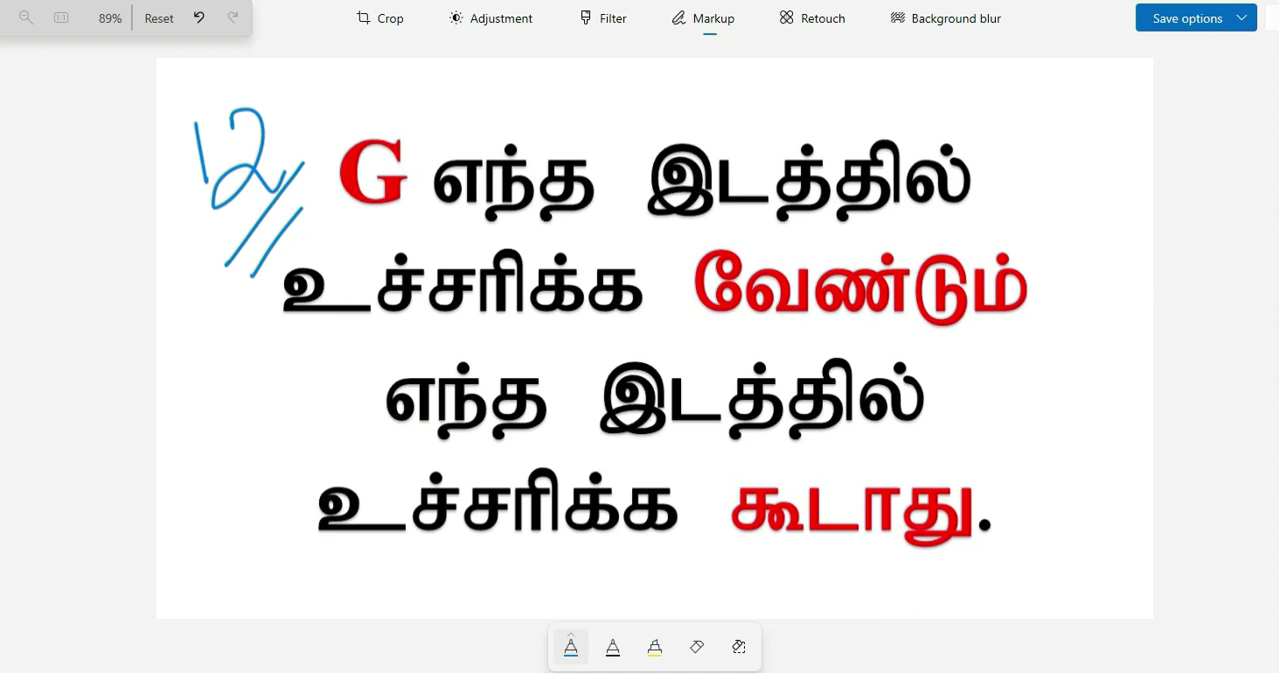 89% Reset Crop Adjustment Filter Markup Retouch Background blur Save options
12
G எந்த இடத்தில்
உச்சரிக்க வேண்டும்
எந்த இடத்தில்
உச்சரிக்க கூடாது.